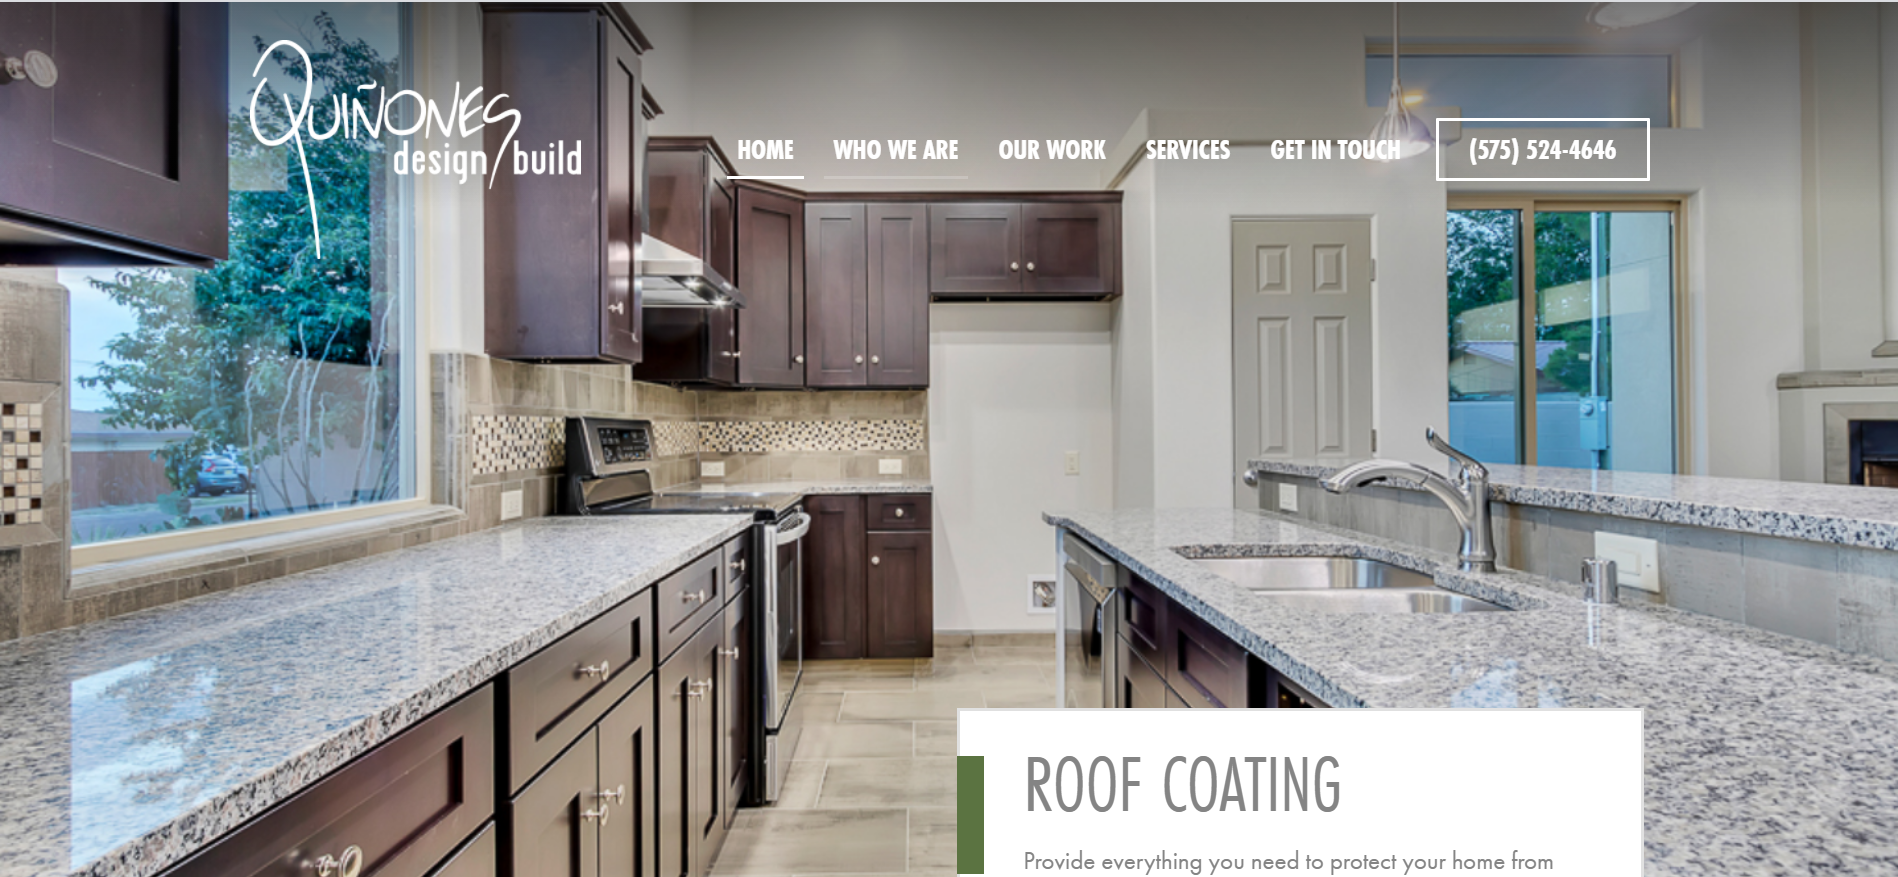 QUIÑONES
design/build
HOME WHO WE ARE OUR WORK SERVICES GET IN TOUCH (575) 524-4646
ROOF COATING
Provide everything you need to protect your home from